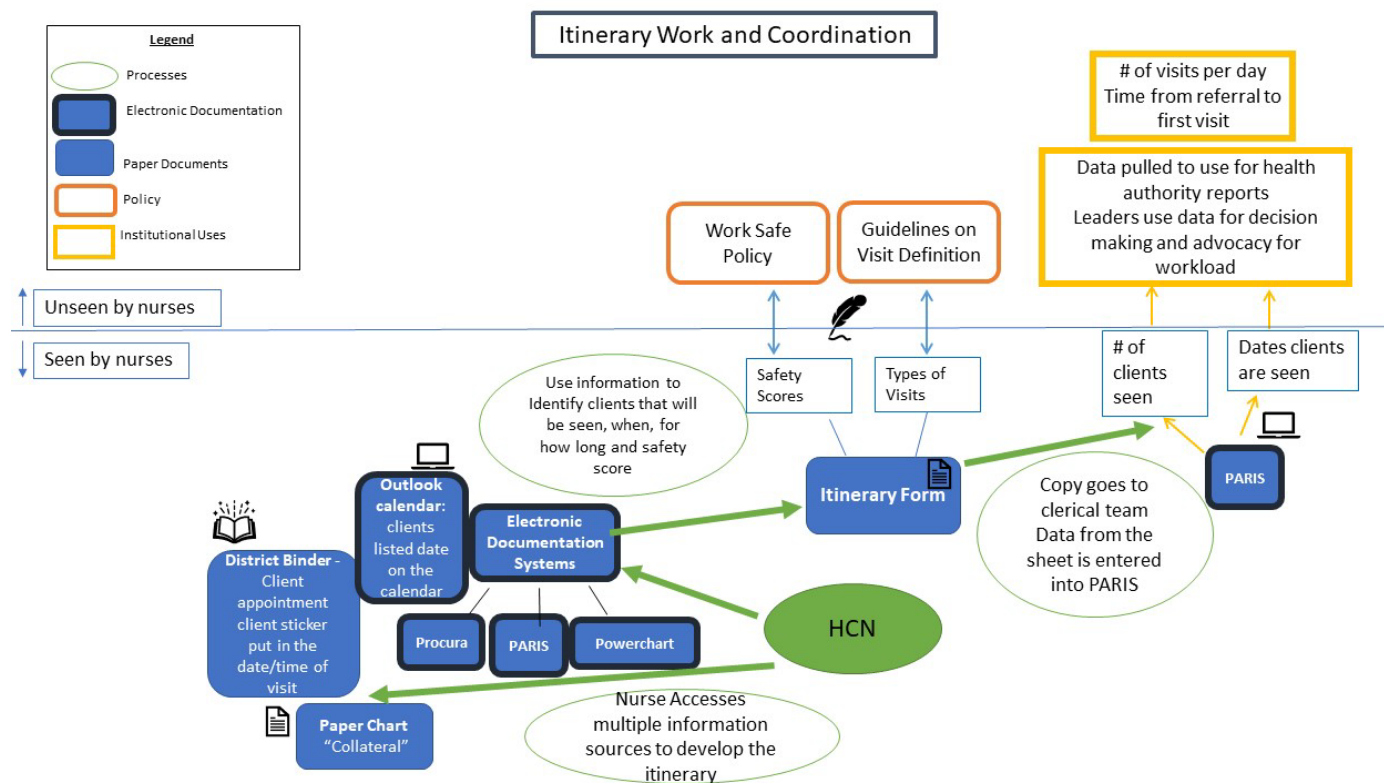 Itinerary Work and Coordination
Legend
Processes
Electronic Documentation
Paper Documents
Policy
Institutional Uses
# of visits per day
Time from referral to
first visit
Data pulled to use for health
authority reports
Leaders use data for decision
making and advocacy for
workload
Work Safe
Policy
Guidelines on
Visit Definition
Unseen by nurses
Seen by nurses
Use information to
Identify clients that will
be seen, when, for
how long and safety
score
Safety
Scores
Types of
Visits
# of
clients
seen
Dates clients
are seen
PARIS
Itinerary Form
Copy goes to
clerical team
Data from the
sheet is entered
into PARIS
Outlook
calendar:
clients
listed date
on the
calendar
Electronic
Documentation
Systems
District Binder -
Client
appointment
client sticker
put in the
date/time of
visit
Procura
PARIS
Powerchart
HCN
Paper Chart
“Collateral”
Nurse Accesses
multiple information
sources to develop the
itinerary